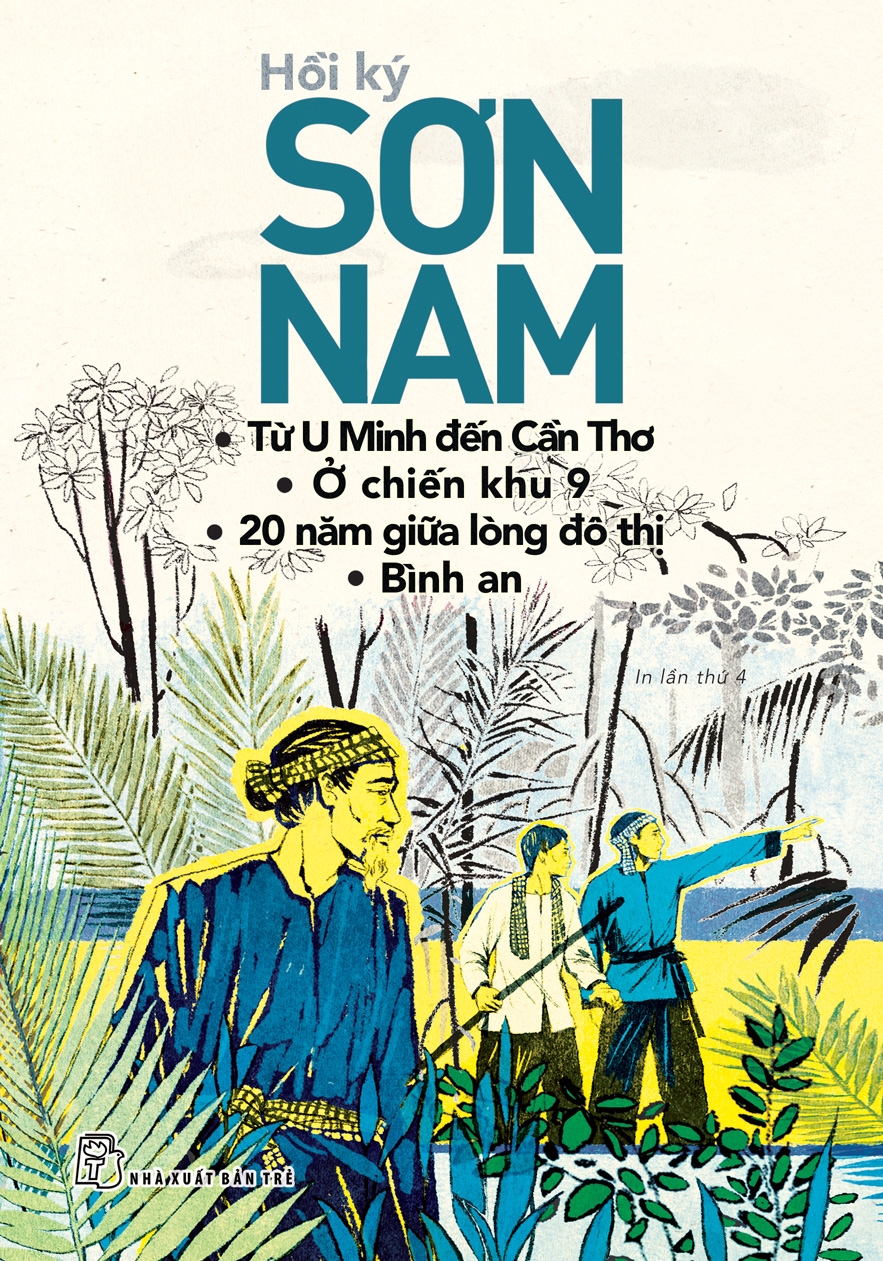 Hồi ký
SƠN
NAM
• Từ U Minh đến Cần Thơ
• Ở chiến khu 9
• 20 năm giữa lòng đô thị
• Bình an
In lần thứ 4
NHÀ XUẤT BẢN TRẺ